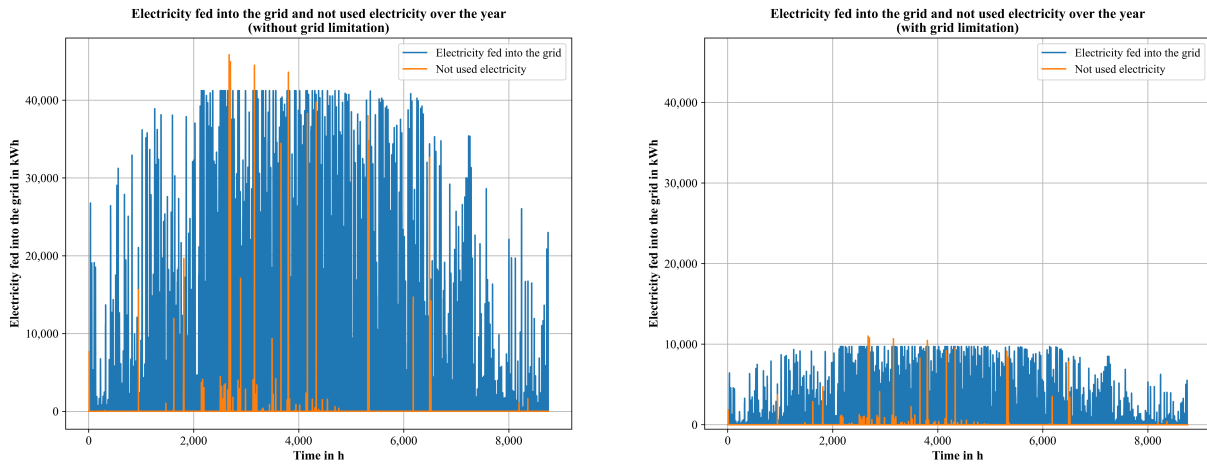 Electricity fed into the grid and not used electricity over the year
(without grid limitation)
Electricity fed into the grid
Not used electricity
Electricity fed into the grid in kWh
40,000
30,000
20,000
10,000
0
0
2,000
4,000
6,000
8,000
Time in h
Electricity fed into the grid and not used electricity over the year
(with grid limitation)
Electricity fed into the grid
Not used electricity
Electricity fed into the grid in kWh
40,000
30,000
20,000
10,000
0
0
2,000
4,000
6,000
8,000
Time in h